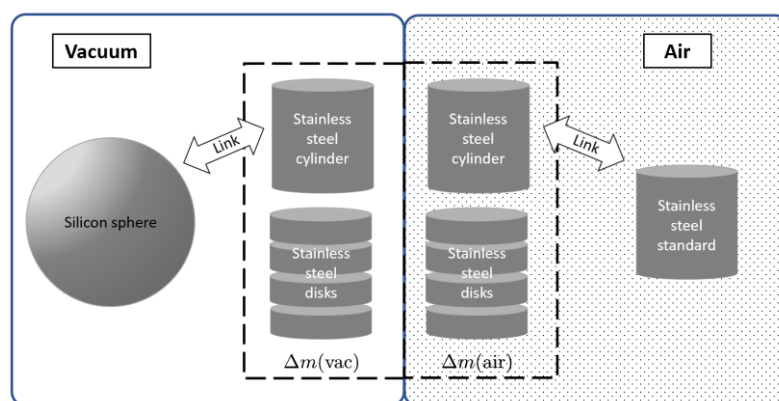 Vacuum
Air
Silicon sphere
Link
Stainless
steel
cylinder
Stainless
steel
disks
Δm(vac)
Stainless
steel
cylinder
Stainless
steel
disks
Δm(air)
Link
Stainless
steel
standard